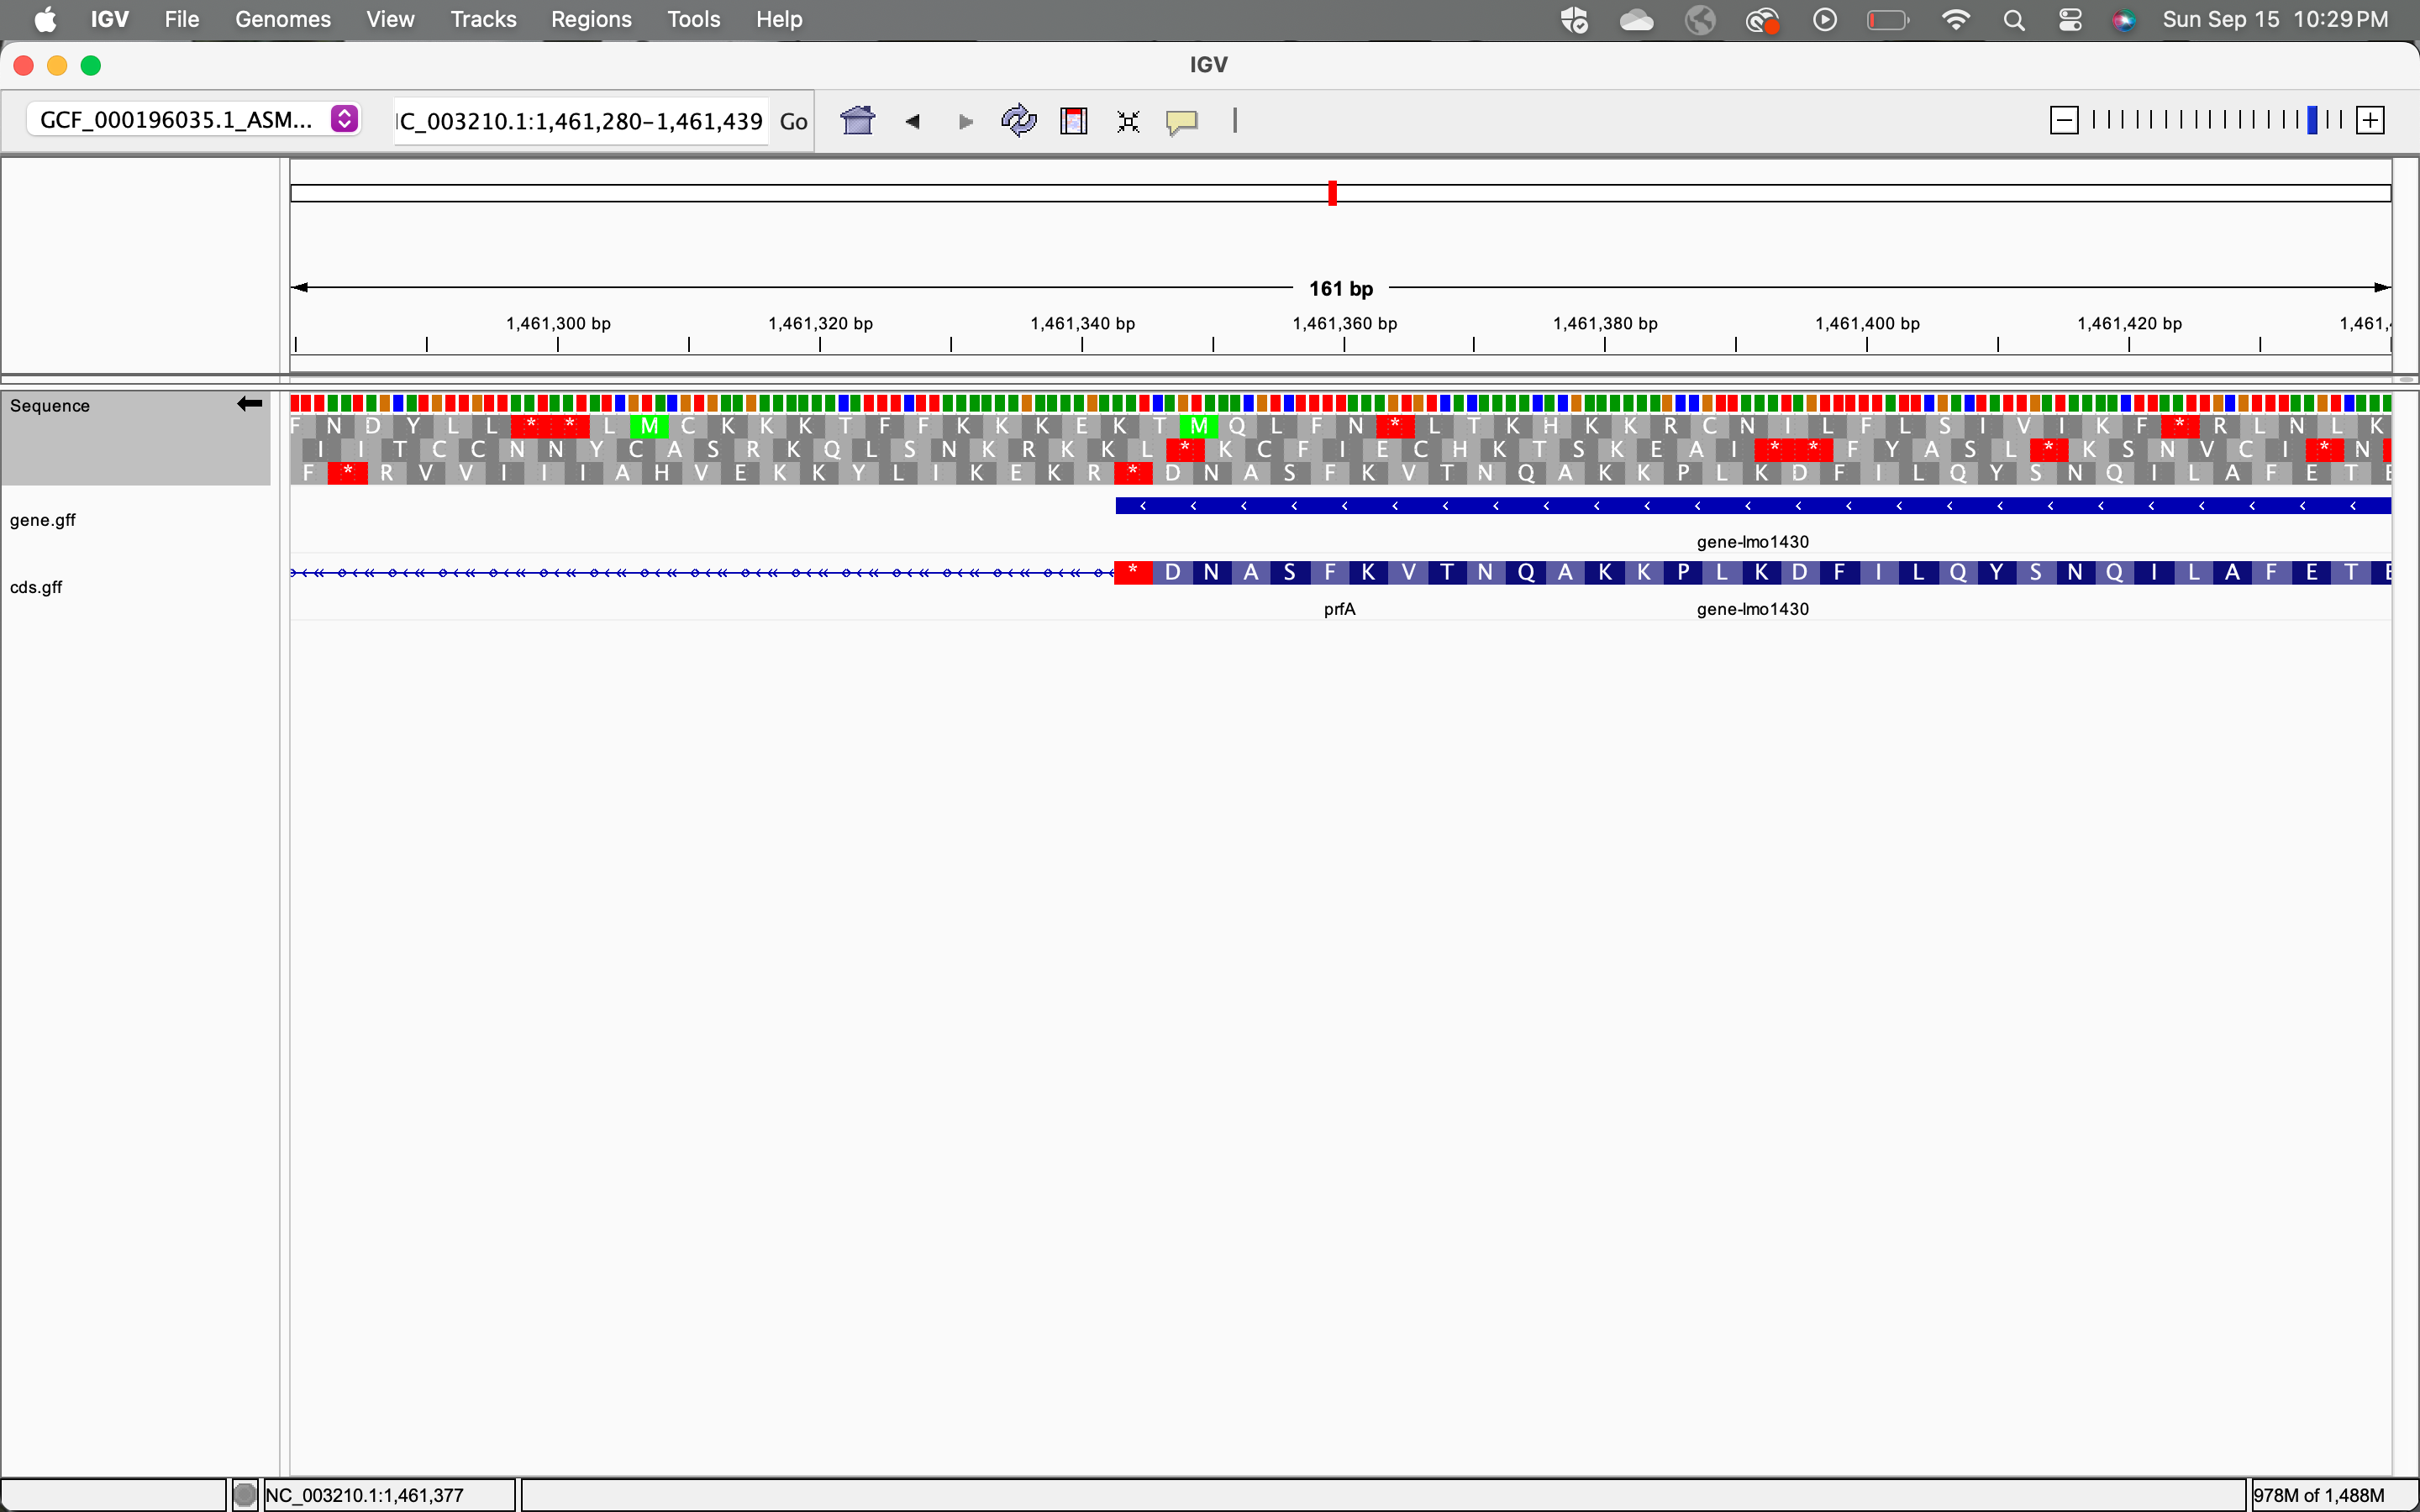 IGV File Genomes View Tracks Regions Tools Help Sun Sep 15 10:29 PM
IGV
GCF_000196035.1_ASM... C_003210.1:1,461,280-1,461,439 Go
161 bp
1,461,300 bp 1,461,320 bp 1,461,340 bp 1,461,360 bp 1,461,380 bp 1,461,400 bp 1,461,420 bp 1,461,
Sequence
F N D Y L L * * L M C K K K T F F K K K E K T M Q L F N * L T K H K K R C N I L F L S I V I K F * R L N L K
I I T C C N N Y C A S R K Q L S N K R K K L * K C F I E C H K T S K E A I * * F Y A S L * K S N V C I * N
F * R V V I I I A H V E K K Y L I K E K R * D N A S F K V T N Q A K K P L K D F I L Q Y S N Q I L A F E T E
gene.gff
gene-lmo1430
* D N A S F K V T N Q A K K P L K D F I L Q Y S N Q I L A F E T E
cds.gff
prfA gene-lmo1430
NC_003210.1:1,461,377 978M of 1,488M